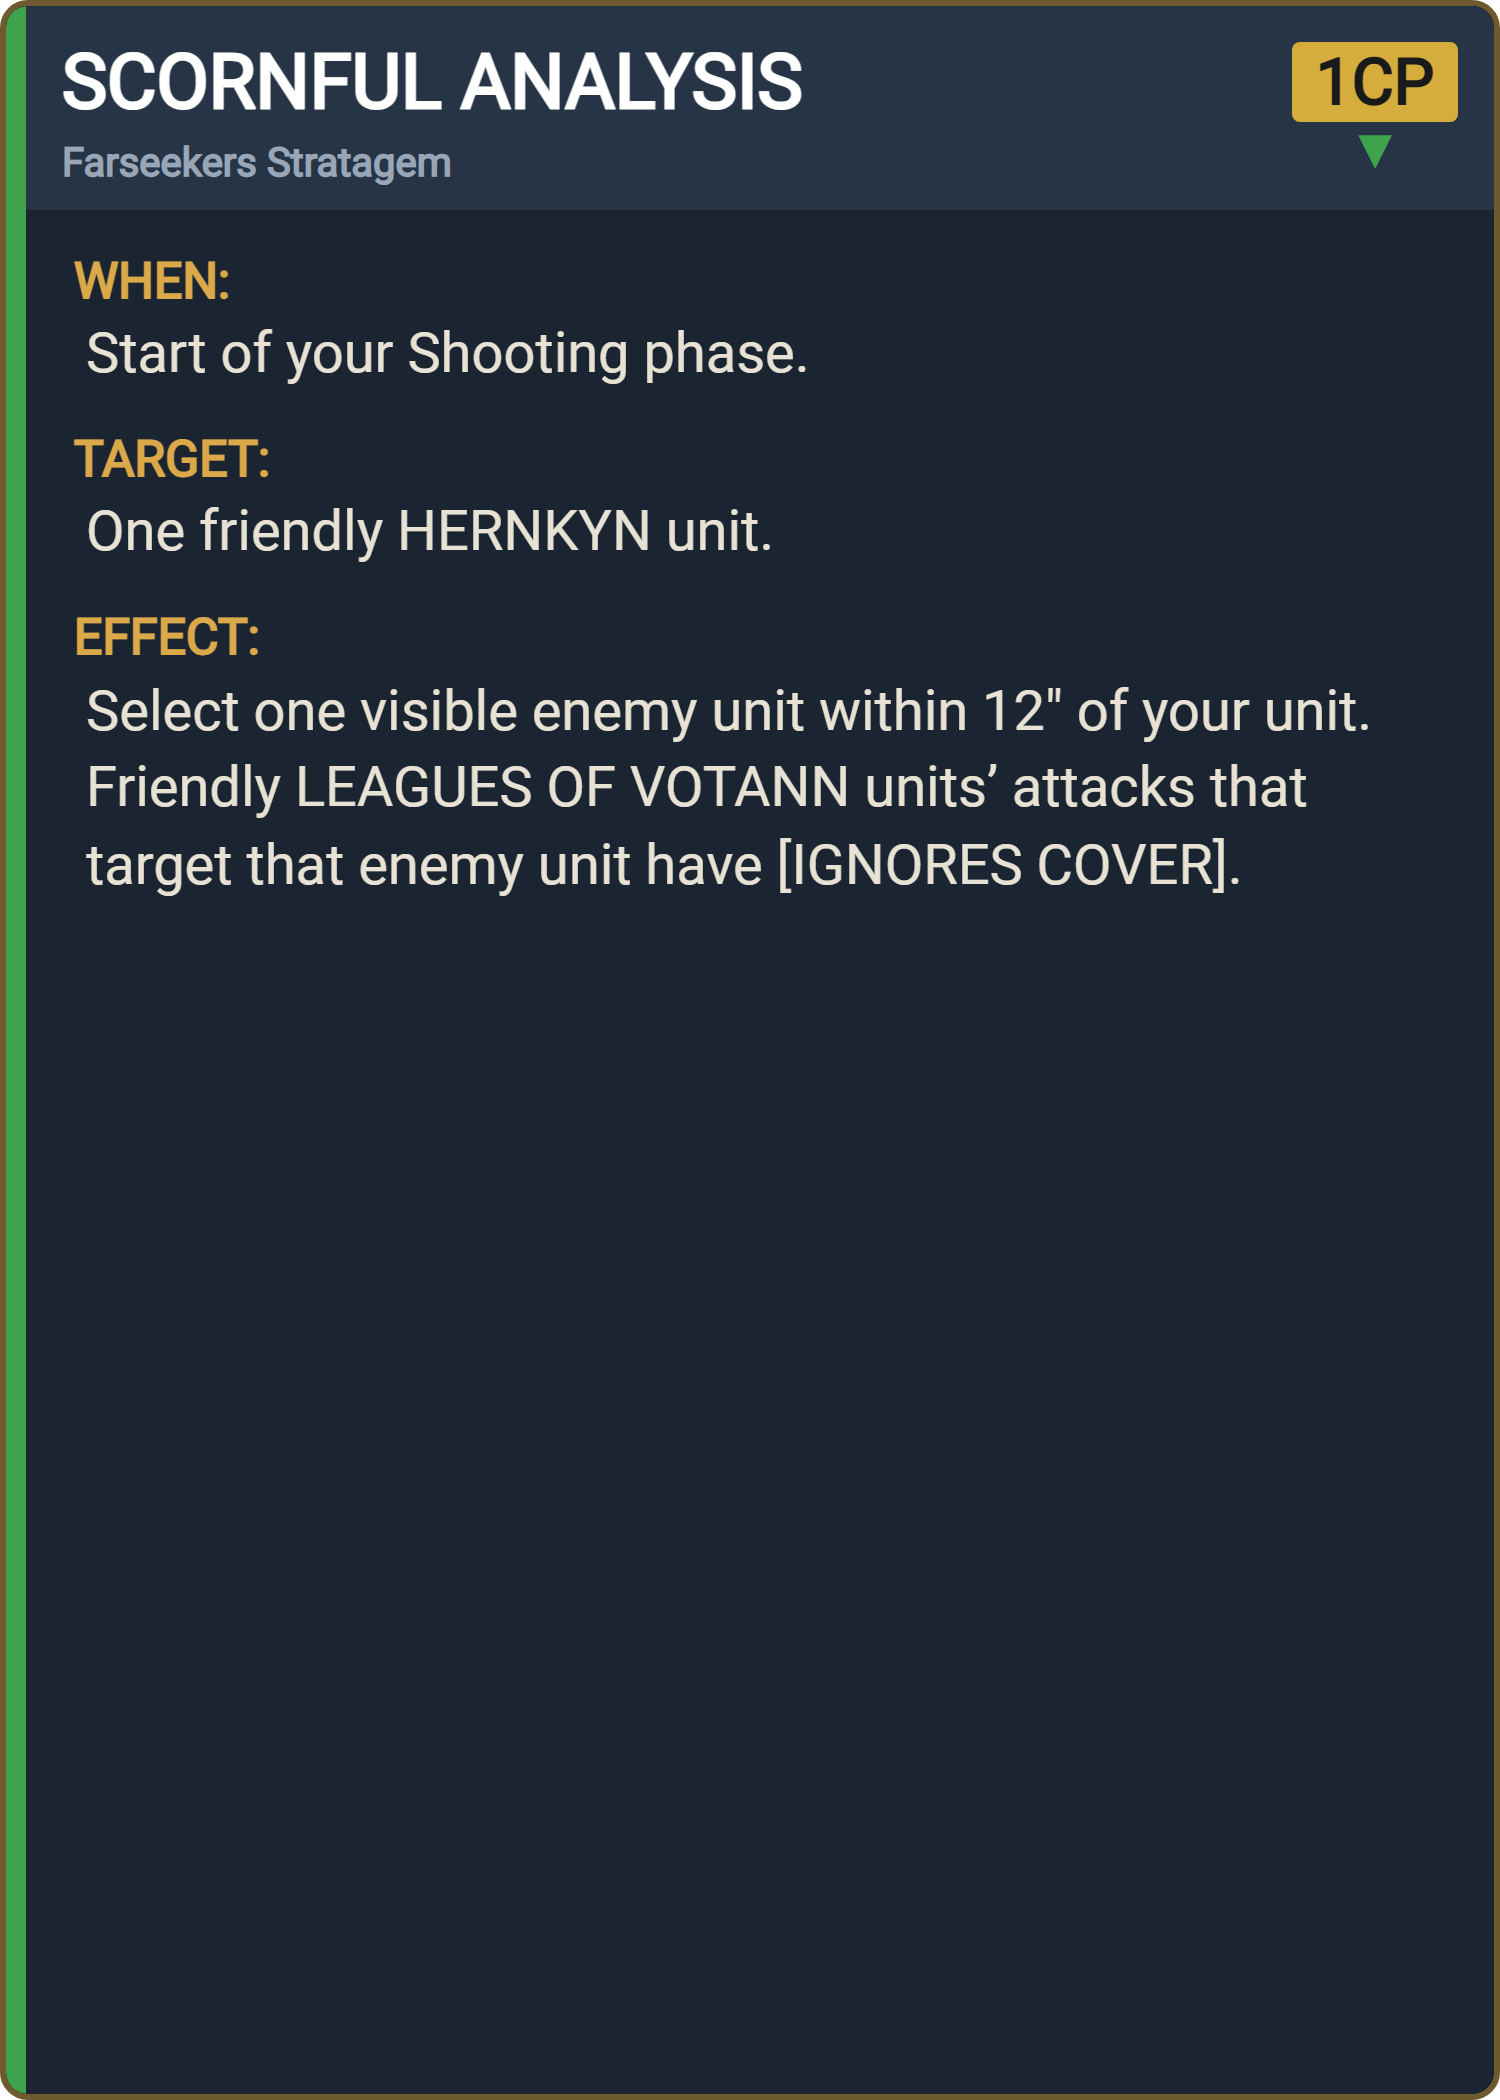 SCORNFUL ANALYSIS
1CP
Farseekers Stratagem
WHEN:
Start of your Shooting phase.
TARGET:
One friendly HERNKYN unit.
EFFECT:
Select one visible enemy unit within 12" of your unit.
Friendly LEAGUES OF VOTANN units’ attacks that
target that enemy unit have [IGNORES COVER].